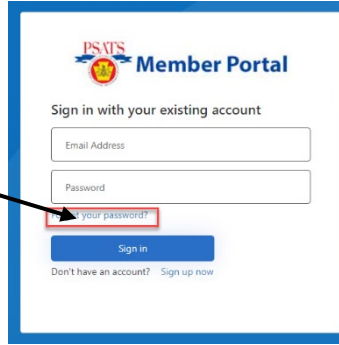 PSATS
Member Portal
Sign in with your existing account
Email Address
Password
your password?
Sign in
Don't have an account? Sign up now